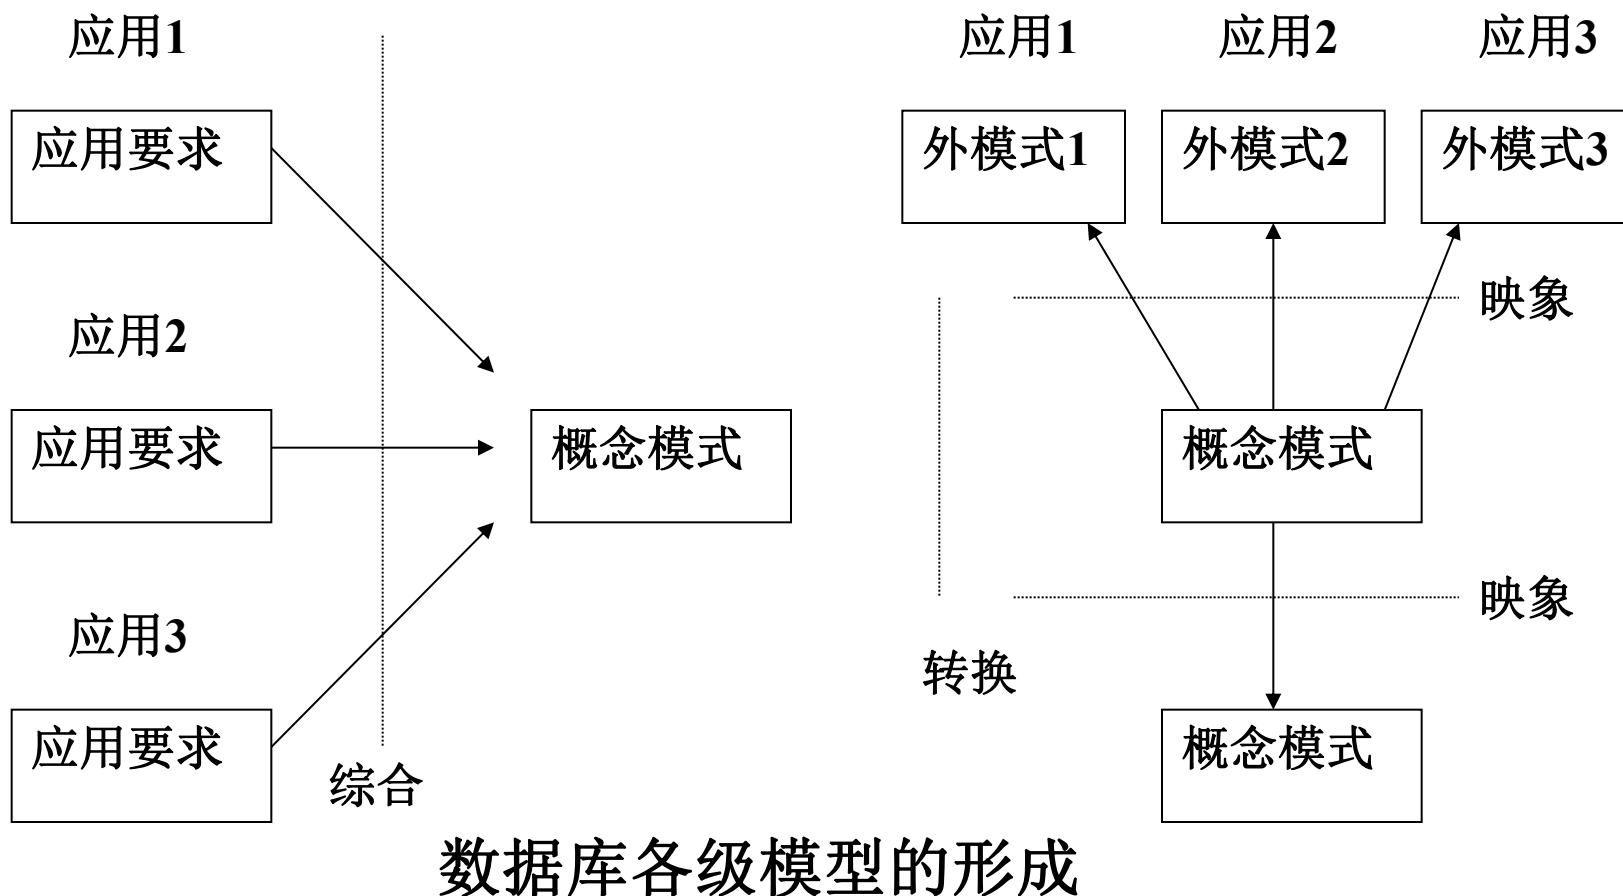 应用1
应用要求
应用2
应用要求
应用3
应用要求
综合
概念模式
应用1
应用2
应用3
外模式1
外模式2
外模式3
映象
概念模式
映象
转换
概念模式
数据库各级模型的形成